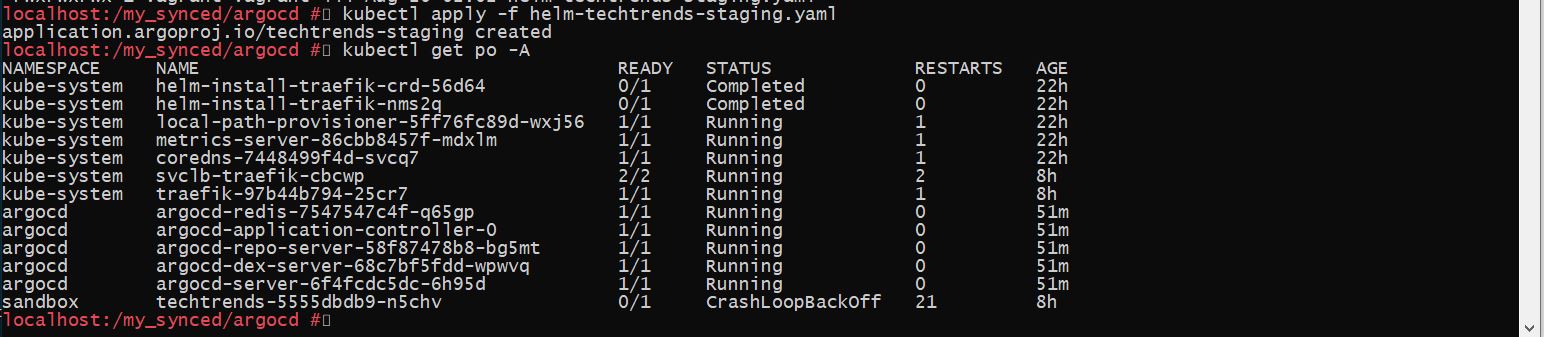 localhost:/my_synced/argocd # kubectl apply -f helm-techtrends-staging.yaml
application.argoproj.io/techtrends-staging created
localhost:/my_synced/argocd # kubectl get po -A
NAMESPACE NAME READY STATUS RESTARTS AGE
kube-system helm-install-traefik-crd-56d64 0/1 Completed 0 22h
kube-system helm-install-traefik-nms2q 0/1 Completed 0 22h
kube-system local-path-provisioner-5ff76fc89d-wxj56 1/1 Running 1 22h
kube-system metrics-server-86cbb8457f-mdxlm 1/1 Running 1 22h
kube-system coredns-7448499f4d-svcq7 1/1 Running 1 22h
kube-system svclb-traefik-cbcwp 2/2 Running 2 8h
kube-system traefik-97b44b794-25cr7 1/1 Running 1 8h
argocd argocd-redis-7547547c4f-q65gp 1/1 Running 0 51m
argocd argocd-application-controller-0 1/1 Running 0 51m
argocd argocd-repo-server-58f87478b8-bg5mt 1/1 Running 0 51m
argocd argocd-dex-server-68c7bf5fdd-wpwvq 1/1 Running 0 51m
argocd argocd-server-6f4fcdc5dc-6h95d 1/1 Running 0 51m
sandbox techtrends-5555dbdb9-n5chv 0/1 CrashLoopBackOff 21 8h
localhost:/my_synced/argocd #